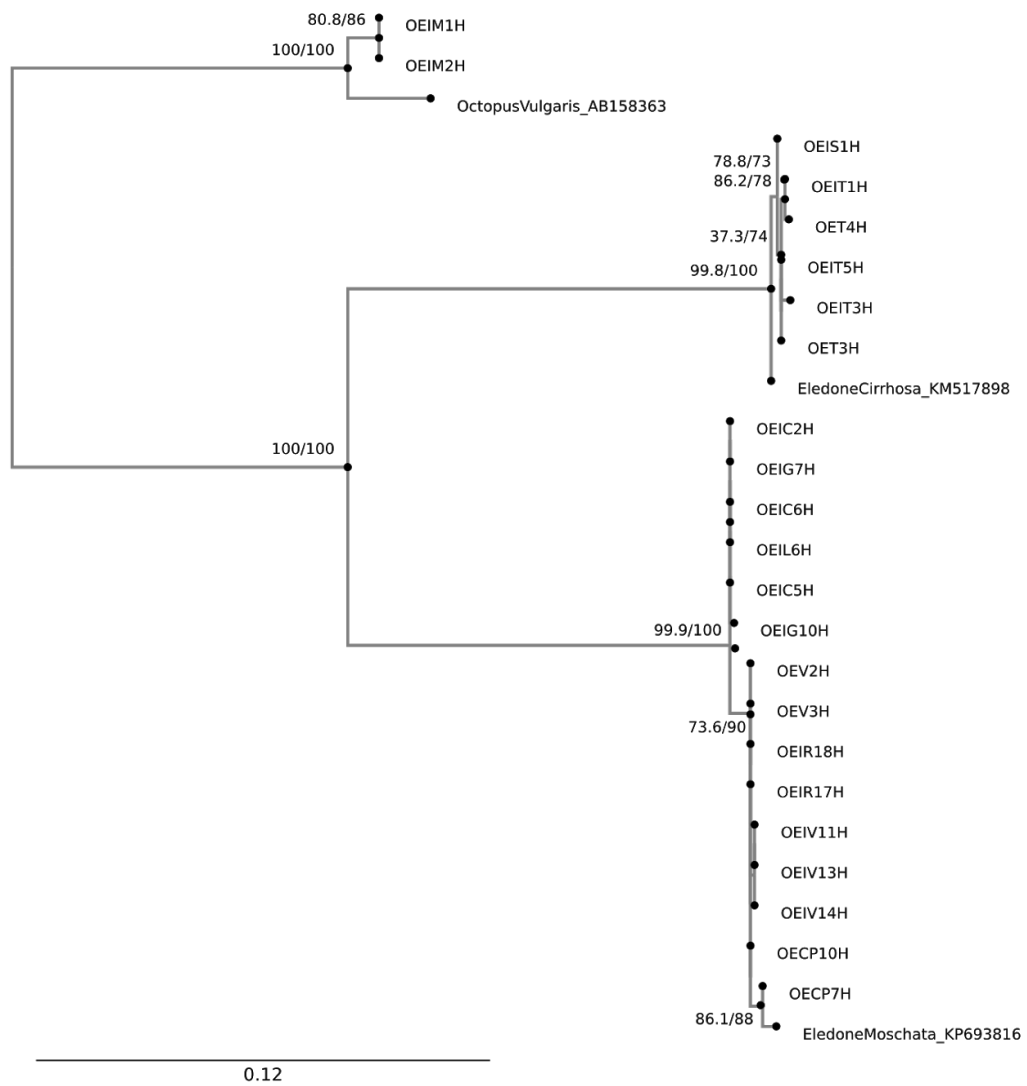 80.8/86
OEIM1H
100/100
OEIM2H
OctopusVulgaris_AB158363
OEIS1H
78.8/73
86.2/78
OEIT1H
OET4H
37.3/74
OEIT5H
99.8/100
OEIT3H
OET3H
EledoneCirrhosa_KM517898
OEIC2H
100/100
OEIG7H
OEIC6H
OEIL6H
OEIC5H
99.9/100
OEIG10H
OEV2H
OEV3H
73.6/90
OEIR18H
OEIR17H
OEIV11H
OEIV13H
OEIV14H
OECP10H
OECP7H
86.1/88
EledoneMoschata_KP693816
0.12